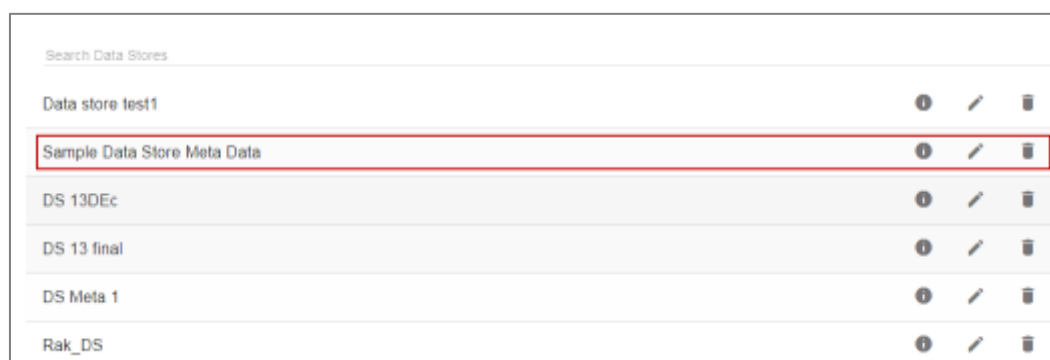 Search Data Stores
Data store test1
Sample Data Store Meta Data
DS 13DEc
DS 13 final
DS Meta 1
Rak_DS